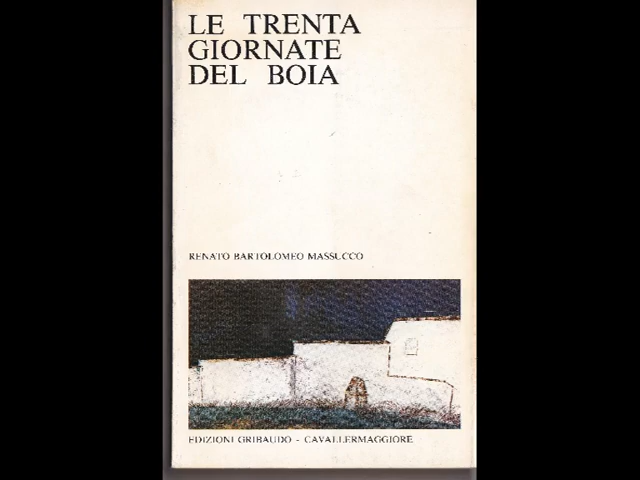 LE TRENTA
GIORNATE
DEL BOIA
RENATO BARTOLOMEO MASSUCCO
EDIZIONI GRIBAUDO - CAVALLERMAGGIORE